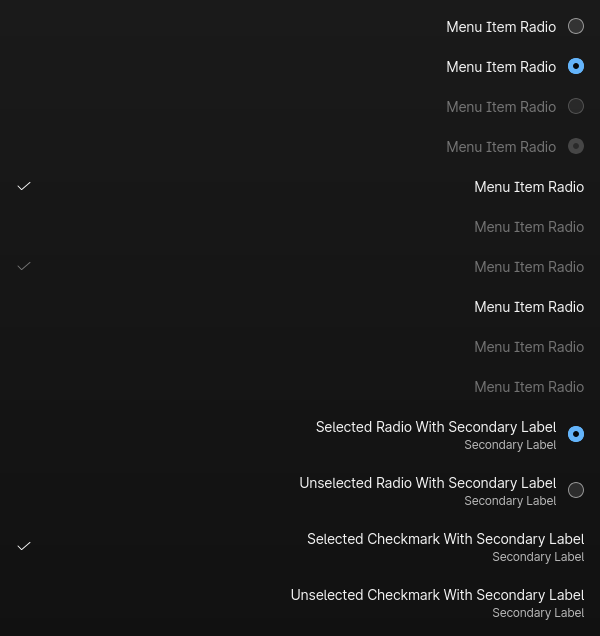 Menu Item Radio
Menu Item Radio
Menu Item Radio
Menu Item Radio
Menu Item Radio
Menu Item Radio
Menu Item Radio
Menu Item Radio
Menu Item Radio
Menu Item Radio
Selected Radio With Secondary Label
Secondary Label
Unselected Radio With Secondary Label
Secondary Label
Selected Checkmark With Secondary Label
Secondary Label
Unselected Checkmark With Secondary Label
Secondary Label